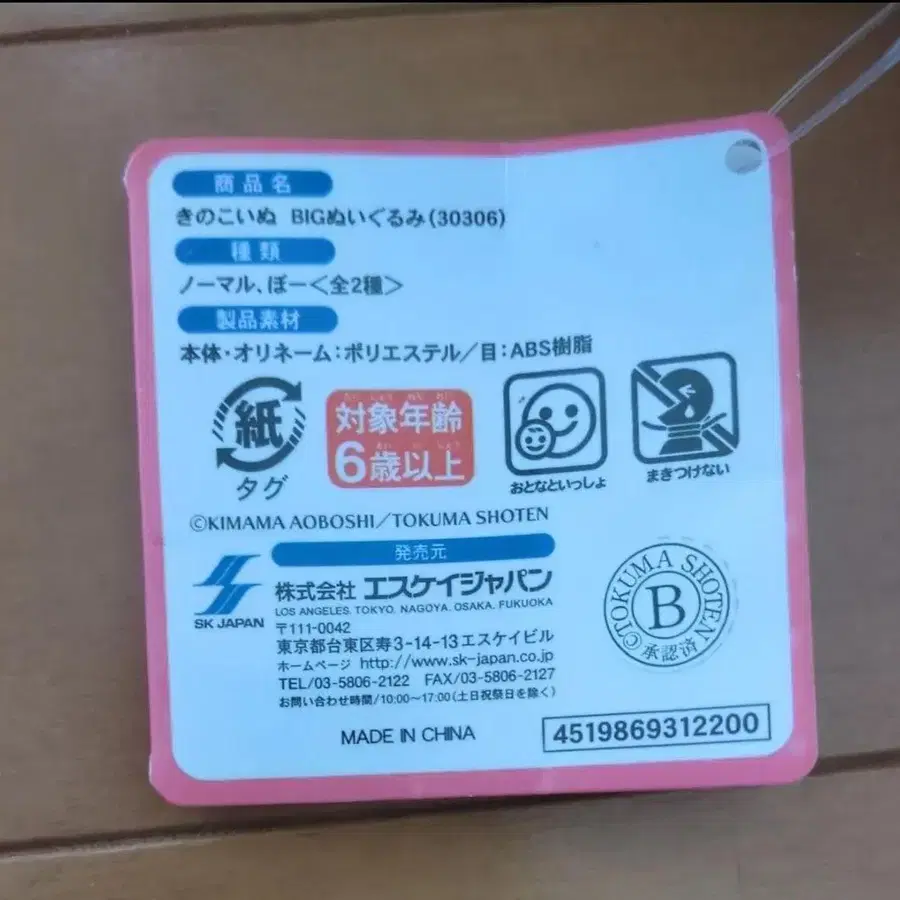 商品名
きのこいぬ BIGぬいぐるみ(30306)
種類
ノーマル、ぼー<全2種>
製品素材
本体・オリネーム:ポリエステル/目:ABS樹脂
紙
タグ
対象年齢
6歳以上
おとなといっしょ
まきつけない
©KIMAMA AOBOSHI/TOKUMA SHOTEN
発売元
SK JAPAN
株式会社 エスケイジャパン
LOS ANGELES. TOKYO. NAGOYA. OSAKA. FUKUOKA
〒111-0042
東京都台東区寿3-14-13エスケイビル
ホームページ http://www.sk-japan.co.jp
TEL/03-5806-2122 FAX/03-5806-2127
お問い合わせ時間/10:00~17:00(土日祝祭日を除く)
©TOKUMA SHOTEN
B
承認済
MADE IN CHINA
4519869312200